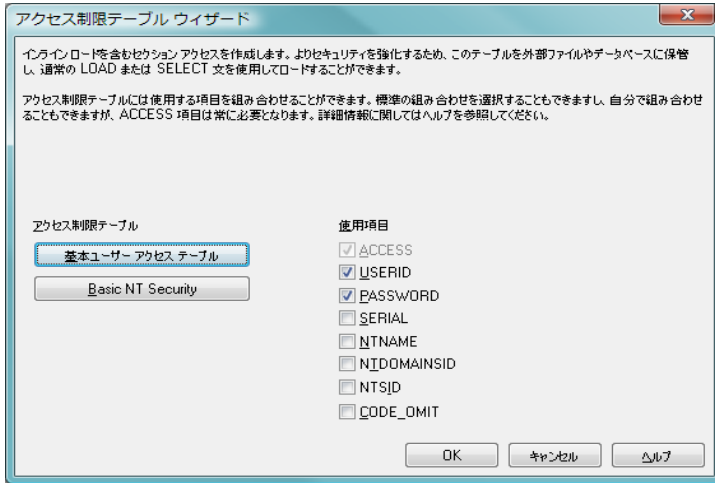 アクセス制限テーブル ウィザード
インライン ロードを含むセクション アクセスを作成します。よりセキュリティを強化するため、このテーブルを外部ファイルやデータベースに保管
し、通常の LOAD または SELECT 文を使用してロードすることができます。
アクセス制限テーブルには使用する項目を組み合わせることができます。標準の組み合わせを選択することもできますし、自分で組み合わせ
ることもできますが、ACCESS 項目は常に必要となります。詳細情報に関してはヘルプを参照してください。
アクセス制限テーブル
使用項目
基本ユーザー アクセス テーブル
Basic NT Security
ACCESS
USERID
PASSWORD
SERIAL
NTNAME
NTDOMAINSID
NTSID
CODE_OMIT
OK
キャンセル
ヘルプ